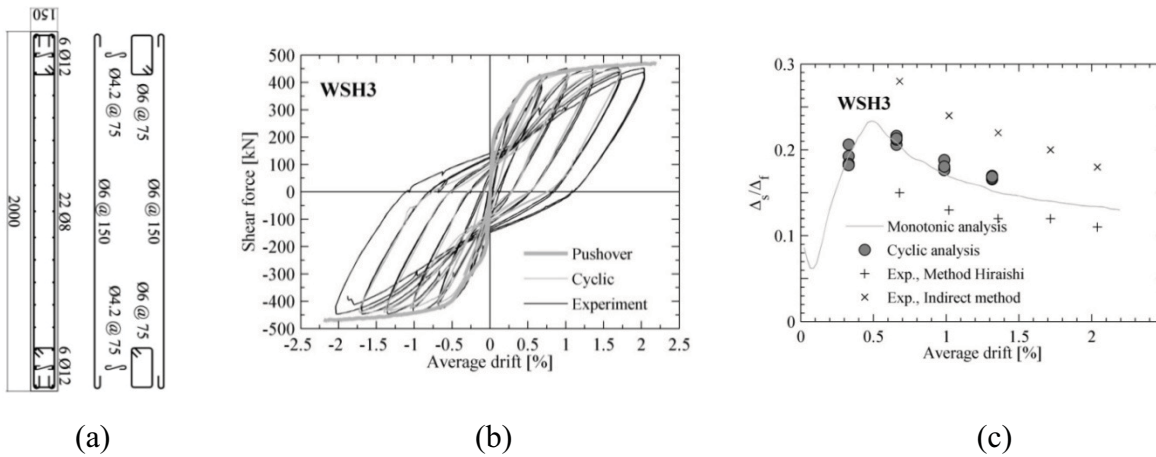 150
2000
6 Ø12
22 Ø8
6 Ø12
Ø4.2 @ 75
Ø6 @ 150
Ø4.2 @ 75
Ø6 @ 75
Ø6 @ 150
Ø6 @ 75
(a)
WSH3
Shear force [kN]
500
400
300
200
100
0
-100
-200
-300
-400
-500
Pushover
Cyclic
Experiment
-2.5 -2 -1.5 -1 -0.5 0 0.5 1 1.5 2 2.5
Average drift [%]
(b)
WSH3
Δs/Δf
0.3
0.2
0.1
0
Monotonic analysis
Cyclic analysis
Exp., Method Hiraishi
Exp., Indirect method
0 0.5 1 1.5 2
Average drift [%]
(c)